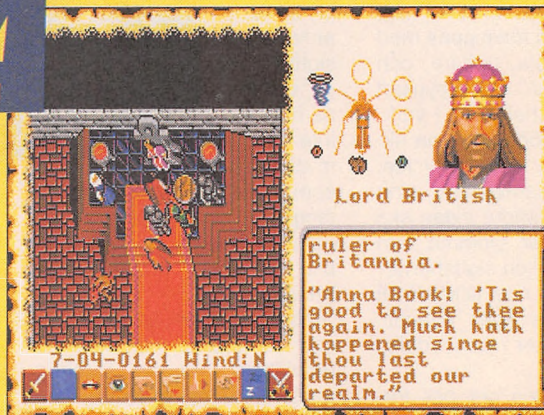 Lord British
ruler of
Britannia.
"Anna Book! 'Tis
good to see thee
again. Much hath
happened since
thou last
departed our
realm."
7-04-0161 Wind:N